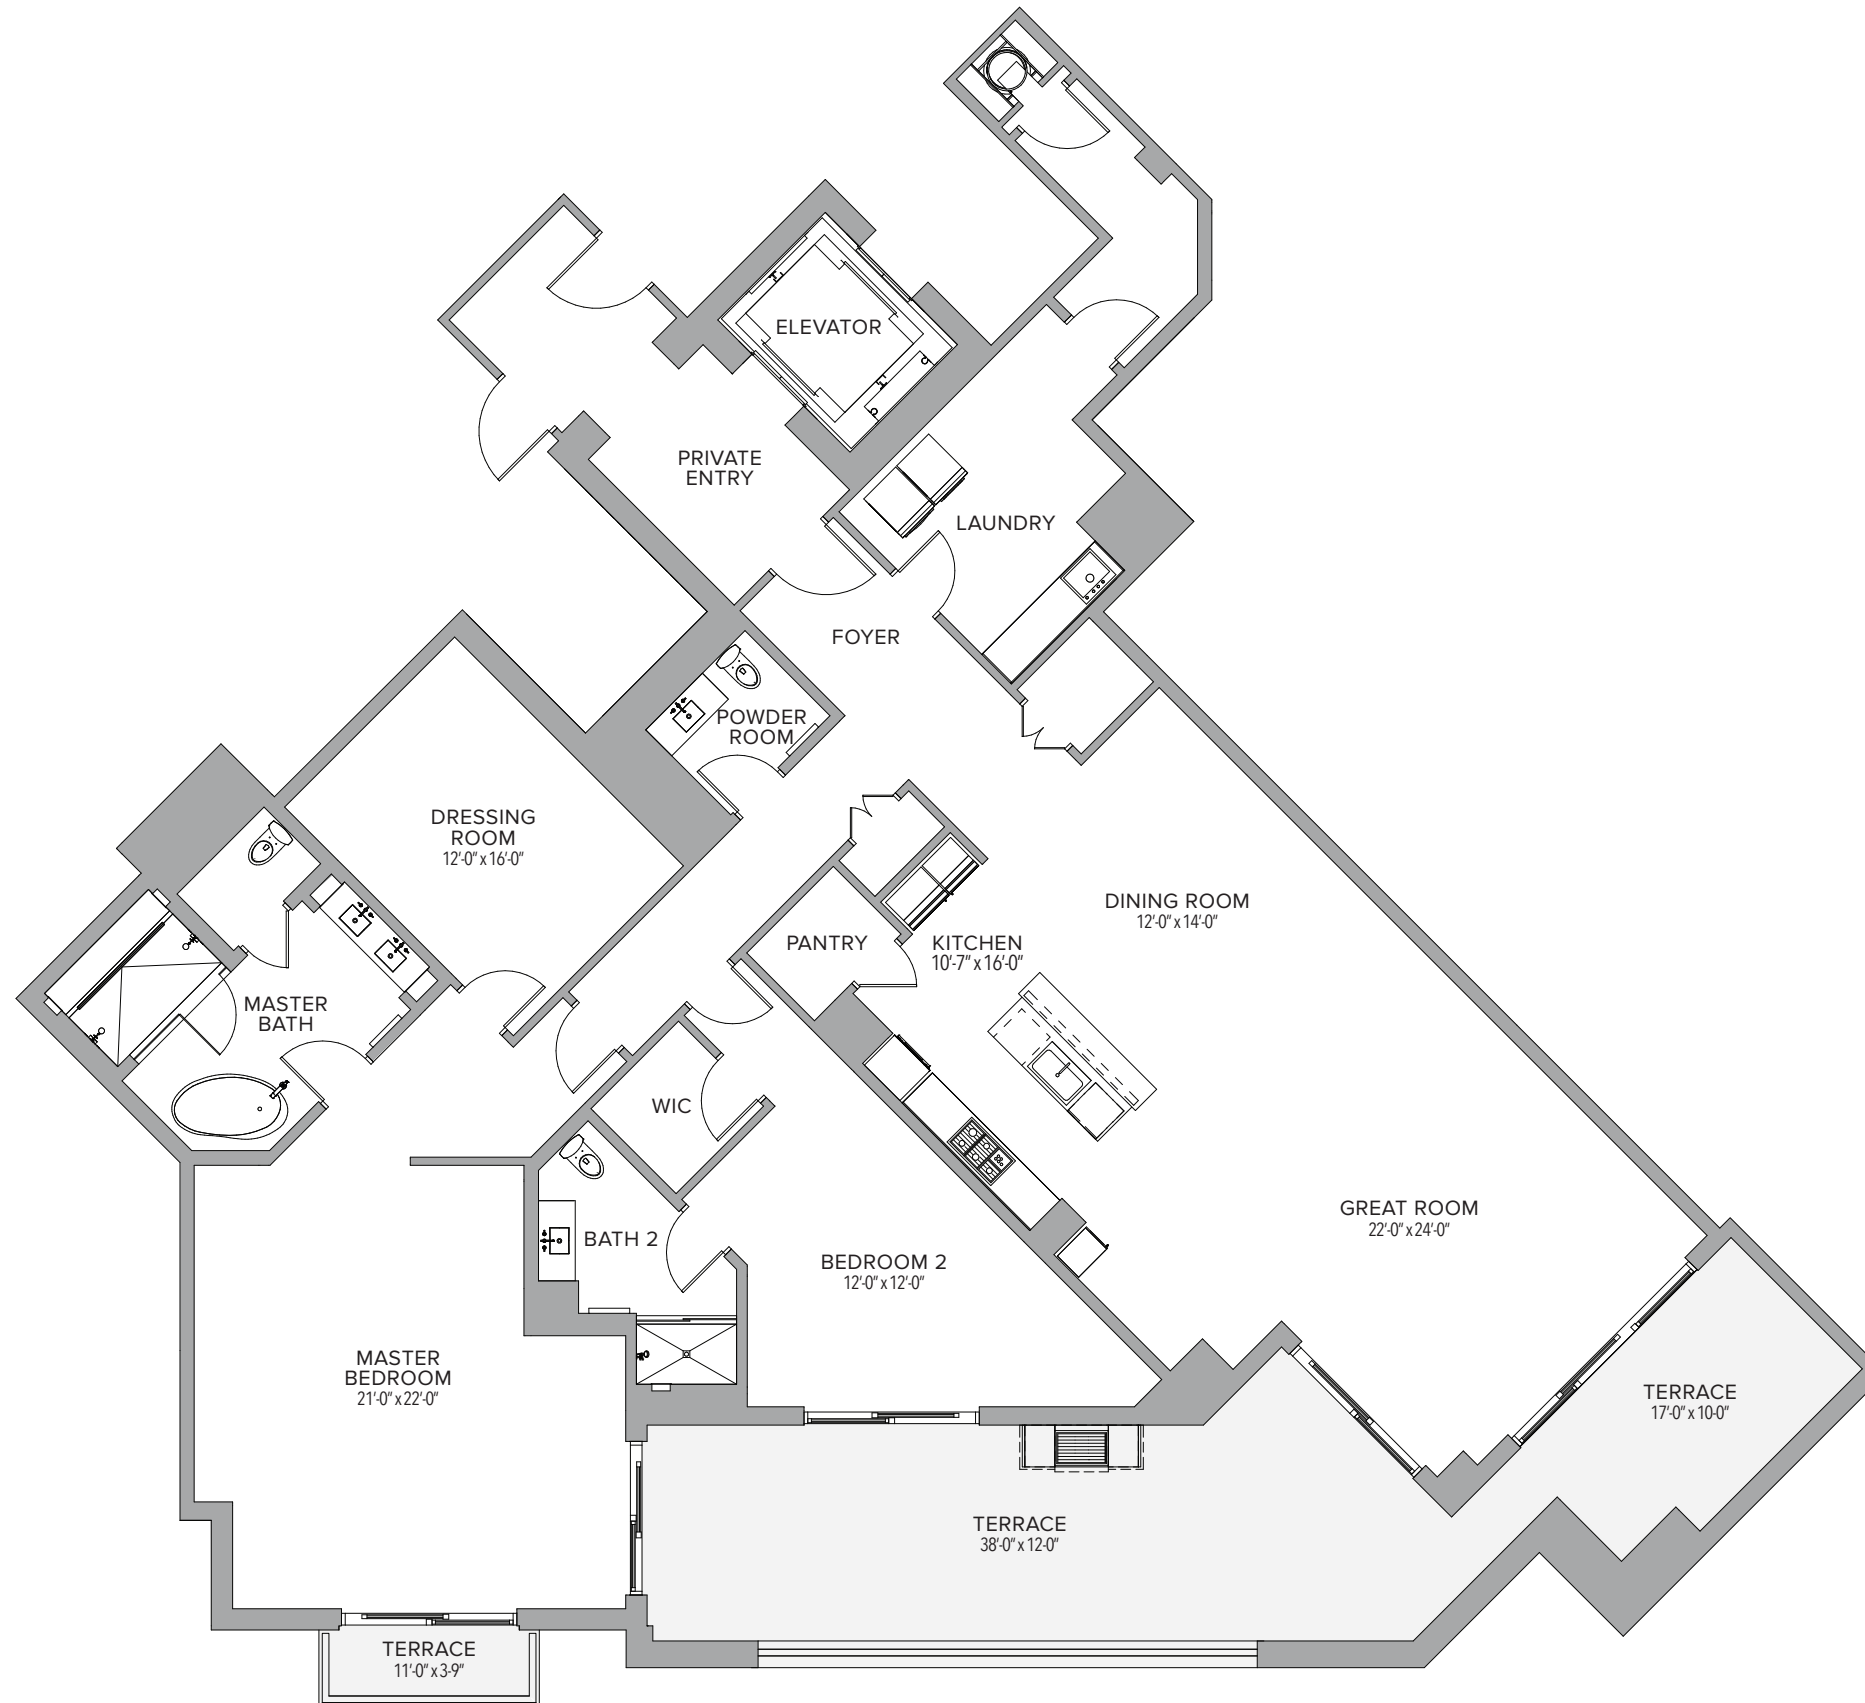 ELEVATOR
PRIVATE
ENTRY
LAUNDRY
FOYER
POWDER
ROOM
DRESSING
ROOM
12'-0" x 16'-0"
DINING ROOM
12'-0" x 14'-0"
PANTRY
KITCHEN
10'-7" x 16'-0"
MASTER
BATH
WIC
GREAT ROOM
22'-0" x 24'-0"
BATH 2
BEDROOM 2
12'-0" x 12'-0"
MASTER
BEDROOM
21'-0" x 22'-0"
TERRACE
17'-0" x 10-0"
TERRACE
38'-0" x 12-0"
TERRACE
11'-0" x 3-9"